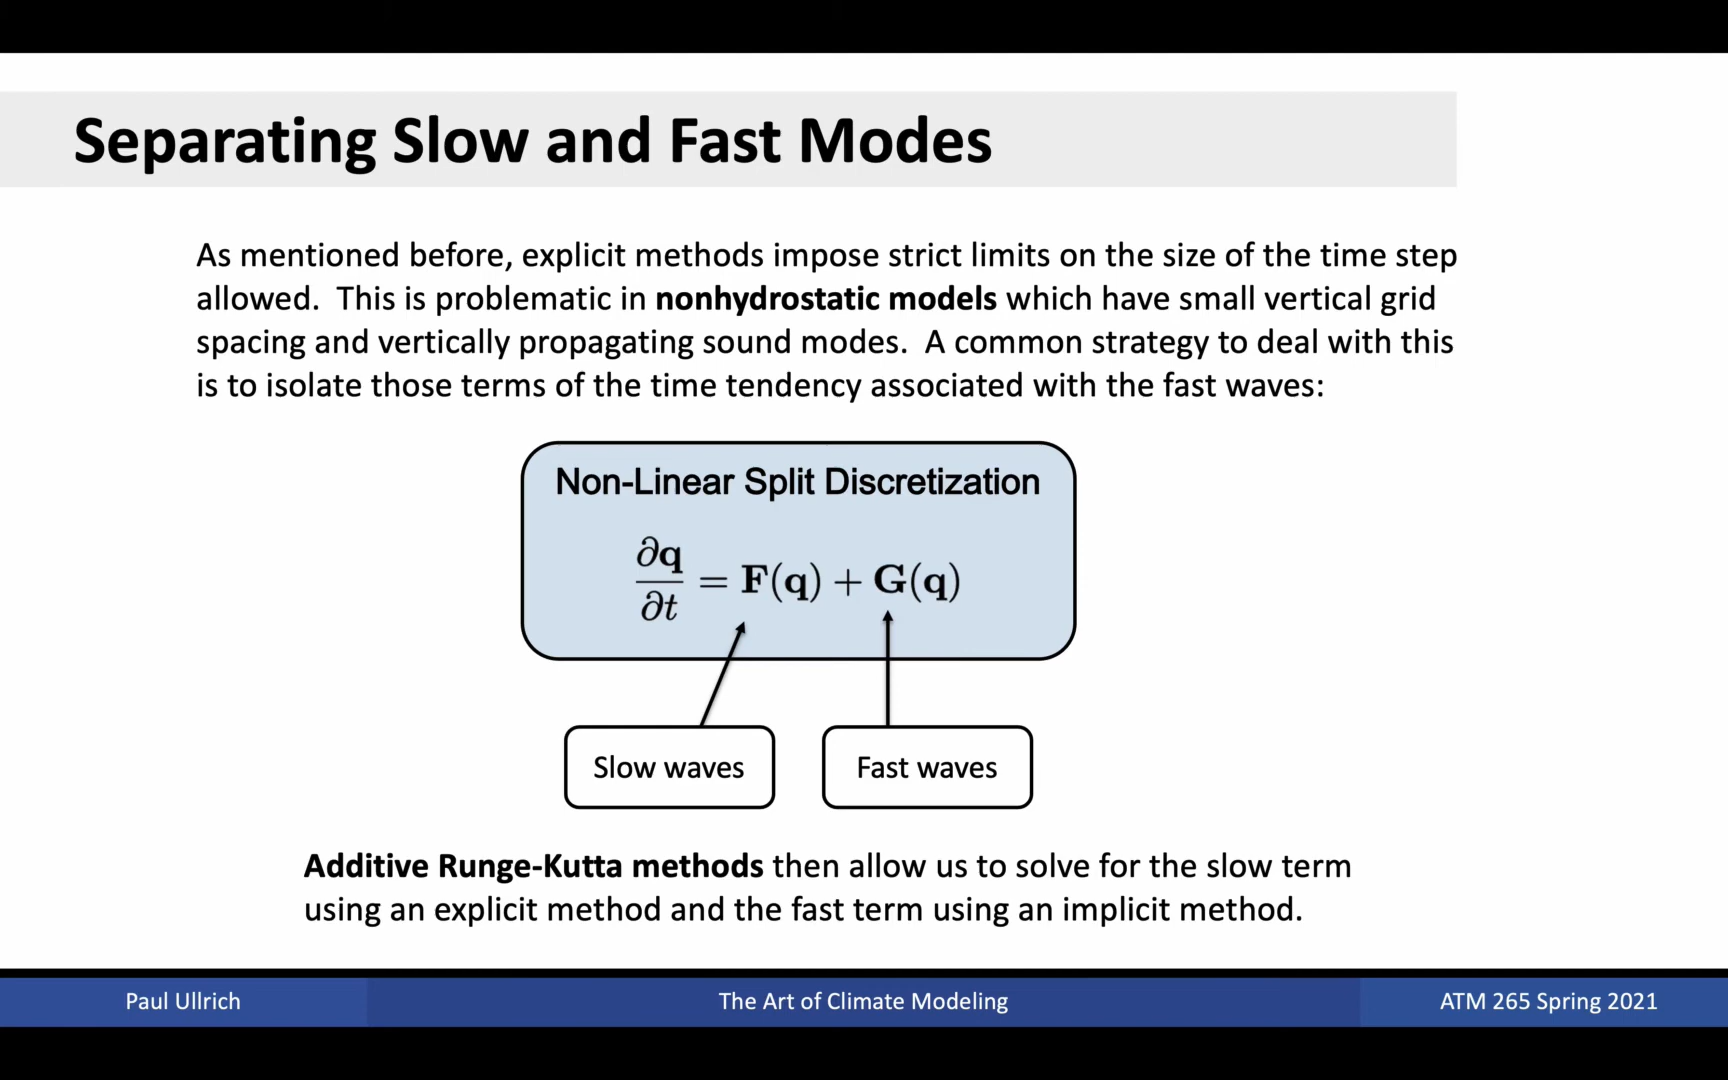 Separating Slow and Fast Modes
As mentioned before, explicit methods impose strict limits on the size of the time step
allowed.  This is problematic in nonhydrostatic models which have small vertical grid
spacing and vertically propagating sound modes.  A common strategy to deal with this
is to isolate those terms of the time tendency associated with the fast waves:
Non-Linear Split Discretization
∂q/∂t = F(q) + G(q)
Slow waves
Fast waves
Additive Runge-Kutta methods then allow us to solve for the slow term
using an explicit method and the fast term using an implicit method.
Paul Ullrich
The Art of Climate Modeling
ATM 265 Spring 2021